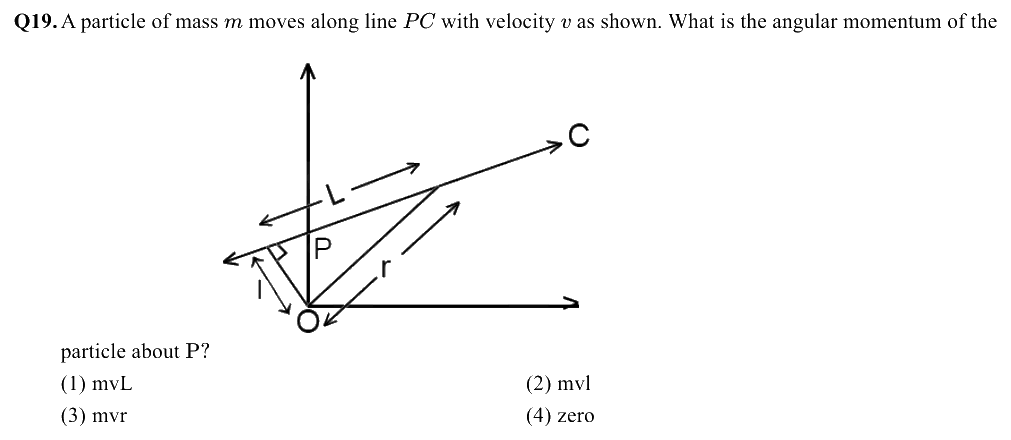 Q19. A particle of mass m moves along line PC with velocity v as shown. What is the angular momentum of the
C
L
P
r
l
O
particle about P?
(1) mvL
(2) mvl
(3) mvr
(4) zero